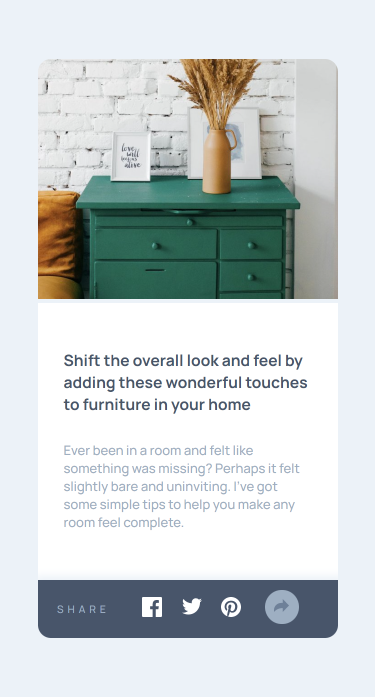 love
will
keep us
alive
Shift the overall look and feel by
adding these wonderful touches
to furniture in your home
Ever been in a room and felt like
something was missing? Perhaps it felt
slightly bare and uninviting. I've got
some simple tips to help you make any
room feel complete.
SHARE